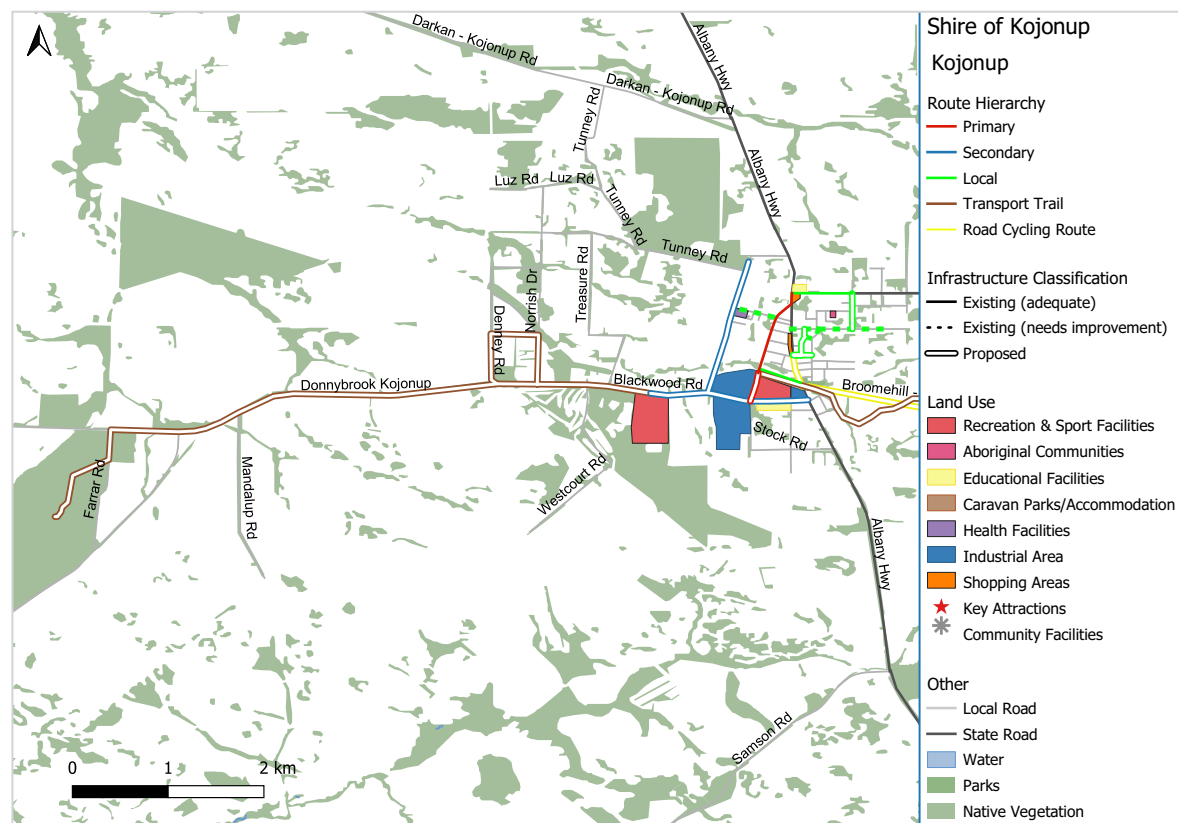 Shire of Kojonup
Kojonup
Route Hierarchy
Primary
Secondary
Local
Transport Trail
Road Cycling Route
Infrastructure Classification
Existing (adequate)
Existing (needs improvement)
Proposed
Land Use
Recreation & Sport Facilities
Aboriginal Communities
Educational Facilities
Caravan Parks/Accommodation
Health Facilities
Industrial Area
Shopping Areas
Key Attractions
Community Facilities
Other
Local Road
State Road
Water
Parks
Native Vegetation
Darkan - Kojonup Rd
Albany Hwy
Darkan - Kojonup Rd
Tunney Rd
Albany Hwy
Luz Rd
Luz Rd
Tunney Rd
Tunney Rd
Treasure Rd
Norrish Dr
Denney Rd
Donnybrook Kojonup
Blackwood Rd
Broomehill -
Stock Rd
Westcourt Rd
Farrar Rd
Mandalup Rd
Albany Hwy
Samson Rd
0 1 2 km